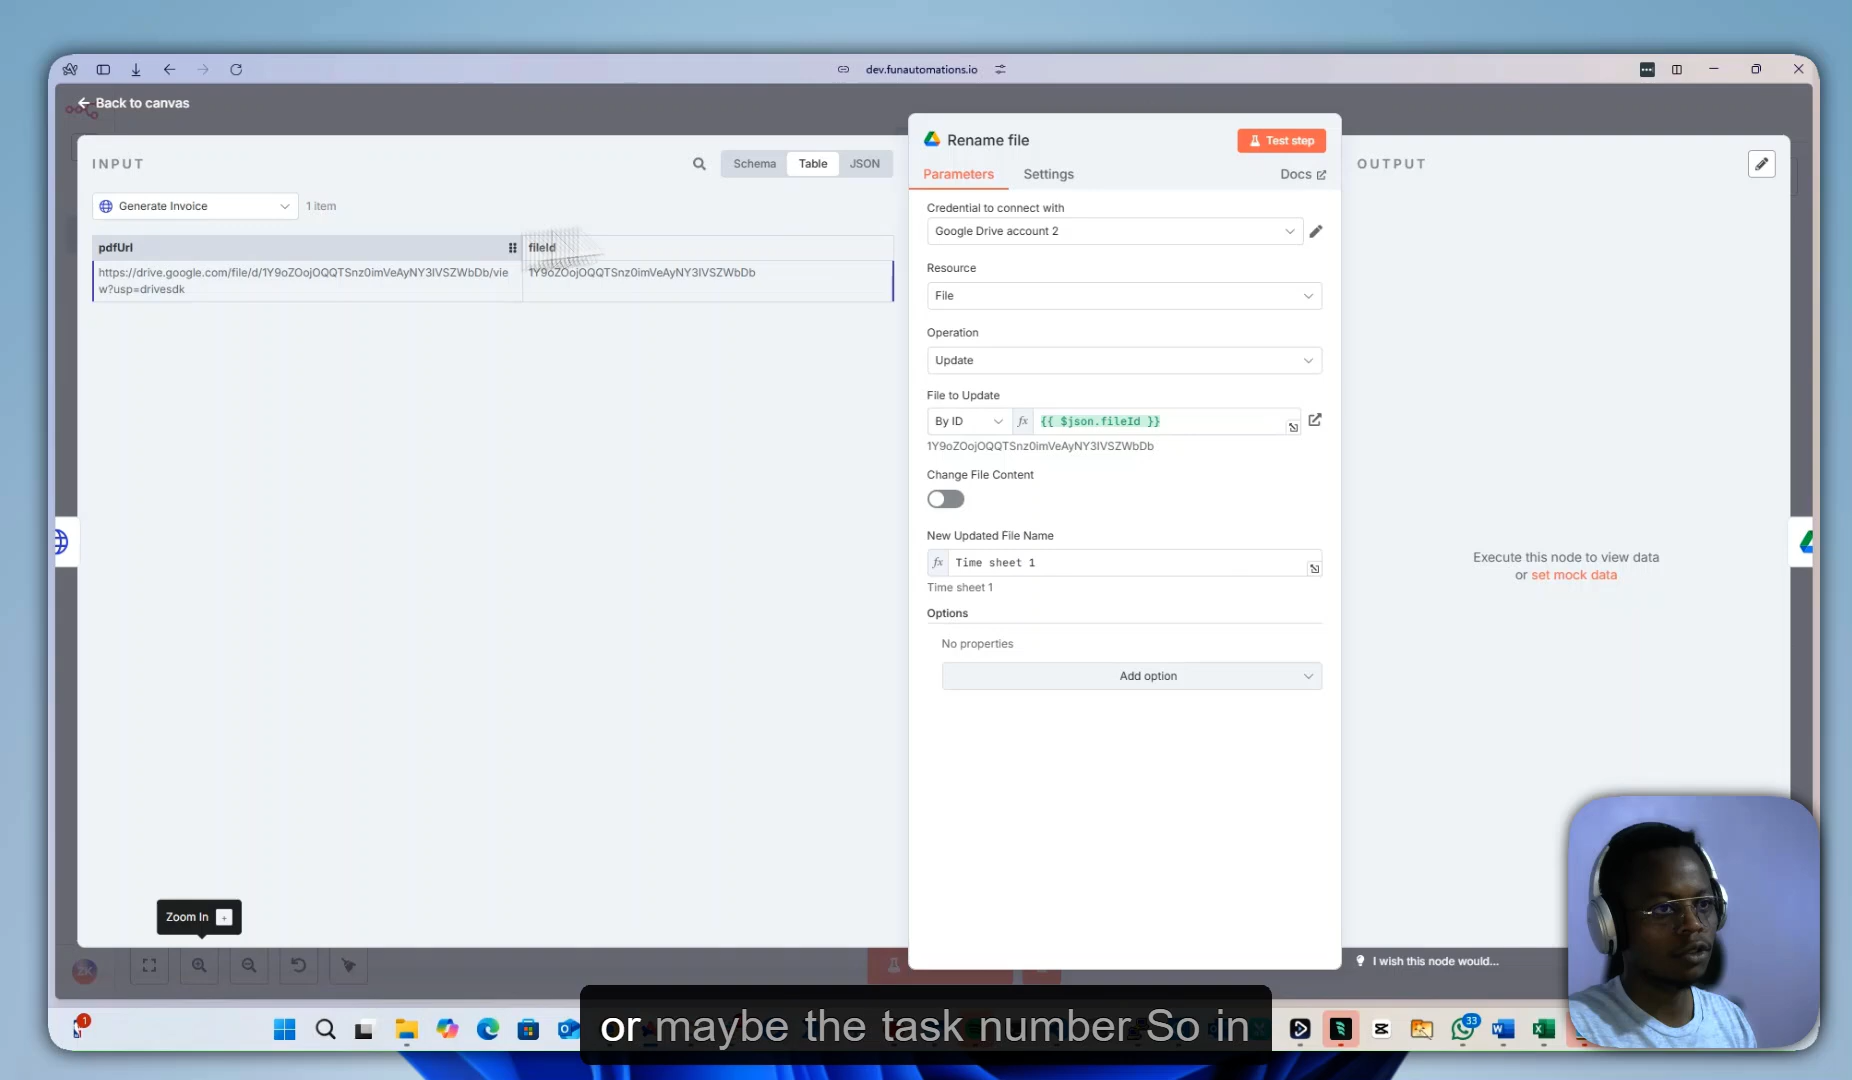 dev.funautomations.io
Back to canvas
INPUT
Schema
Table
JSON
Generate Invoice
1 item
pdfUrl
fileId
https://drive.google.com/file/d/1Y9oZOojOQQTSnz0imVeAyNY3IVSZWbDb/vie
w?usp=drivesdk
1Y9oZOojOQQTSnz0imVeAyNY3IVSZWbDb
Rename file
Test step
Parameters
Settings
Docs
Credential to connect with
Google Drive account 2
Resource
File
Operation
Update
File to Update
By ID
fx
{{ $json.fileId }}
1Y9oZOojOQQTSnz0imVeAyNY3IVSZWbDb
Change File Content
New Updated File Name
fx
Time sheet 1
Time sheet 1
Options
No properties
Add option
OUTPUT
Execute this node to view data
or set mock data
I wish this node would...
Zoom In +
ZK
1
33
or maybe the task number So in